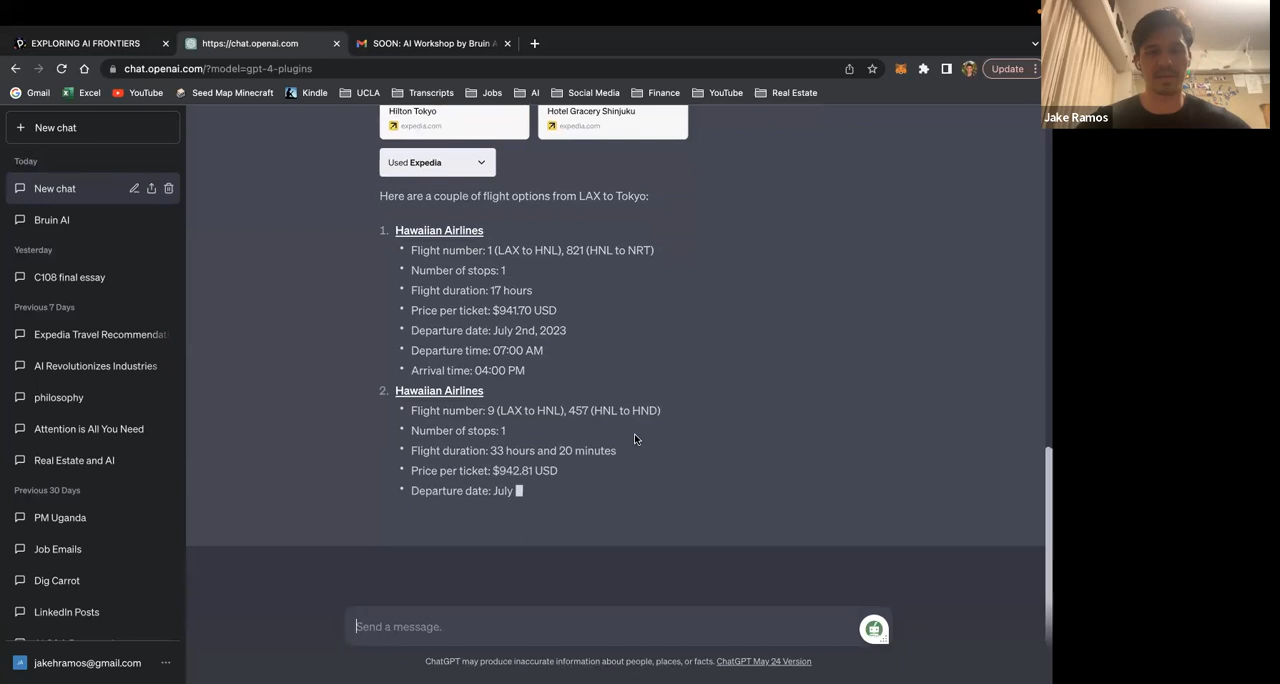 EXPLORING AI FRONTIERS
https://chat.openai.com
SOON: AI Workshop by Bruin A
chat.openai.com/?model=gpt-4-plugins
Update
Gmail
Excel
YouTube
Seed Map Minecraft
Kindle
UCLA
Transcripts
Jobs
AI
Social Media
Finance
YouTube
Real Estate
Jake Ramos
New chat
Today
New chat
Bruin AI
Yesterday
C108 final essay
Previous 7 Days
Expedia Travel Recommendat
AI Revolutionizes Industries
philosophy
Attention is All You Need
Real Estate and AI
Previous 30 Days
PM Uganda
Job Emails
Dig Carrot
LinkedIn Posts
JA jakehramos@gmail.com
Hilton Tokyo
expedia.com
Hotel Gracery Shinjuku
expedia.com
Used Expedia
Here are a couple of flight options from LAX to Tokyo:
1. Hawaiian Airlines
• Flight number: 1 (LAX to HNL), 821 (HNL to NRT)
• Number of stops: 1
• Flight duration: 17 hours
• Price per ticket: $941.70 USD
• Departure date: July 2nd, 2023
• Departure time: 07:00 AM
• Arrival time: 04:00 PM
2. Hawaiian Airlines
• Flight number: 9 (LAX to HNL), 457 (HNL to HND)
• Number of stops: 1
• Flight duration: 33 hours and 20 minutes
• Price per ticket: $942.81 USD
• Departure date: July
Send a message.
ChatGPT may produce inaccurate information about people, places, or facts. ChatGPT May 24 Version